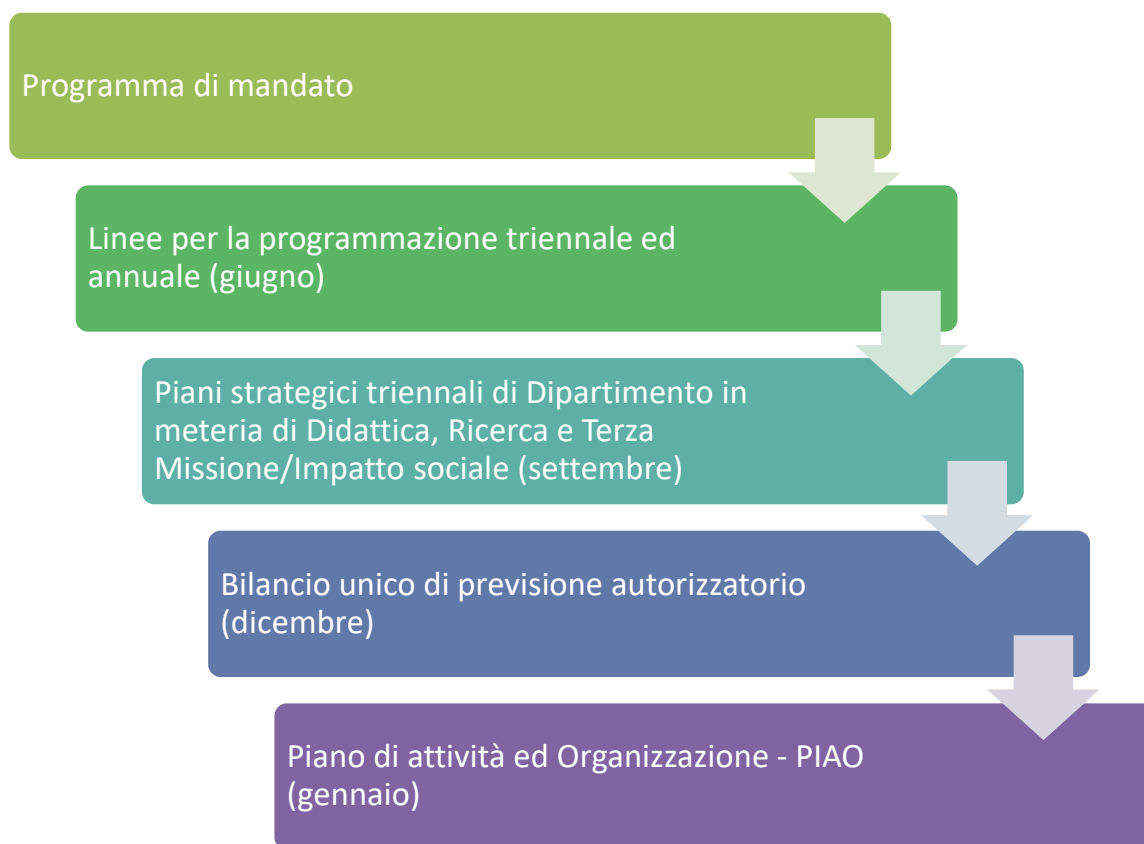 Programma di mandato
Linee per la programmazione triennale ed
annuale (giugno)
Piani strategici triennali di Dipartimento in
meteria di Didattica, Ricerca e Terza
Missione/Impatto sociale (settembre)
Bilancio unico di previsione autorizzatorio
(dicembre)
Piano di attività ed Organizzazione - PIAO
(gennaio)